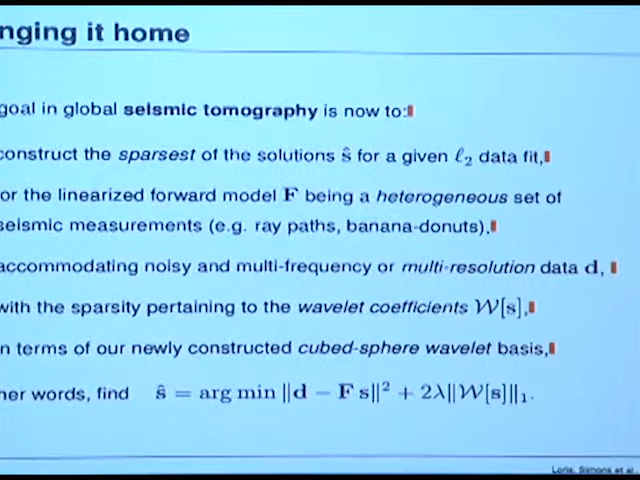 nging it home
goal in global seismic tomography is now to:
construct the sparsest of the solutions ŝ for a given ℓ₂ data fit,
or the linearized forward model F being a heterogeneous set of
seismic measurements (e.g. ray paths, banana-donuts),
accommodating noisy and multi-frequency or multi-resolution data d,
with the sparsity pertaining to the wavelet coefficients 𝒲[s],
n terms of our newly constructed cubed-sphere wavelet basis,
her words, find ŝ = arg min ||d − F s||² + 2λ||𝒲[s]||₁.
Loris, Simons et al.